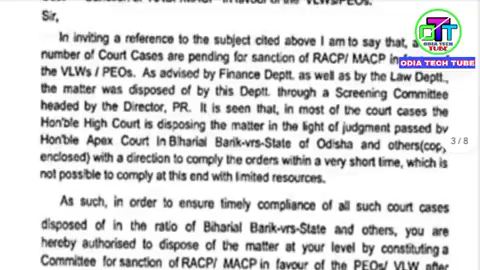 Sir,
In inviting a reference to the subject cited above I am to say that, a
number of Court Cases are pending for sanction of RACP/ MACP in
the VLWs / PEOs. As advised by Finance Deptt. as well as by the Law Deptt.,
the matter was disposed of by this Deptt. through a Screening Committee
headed by the Director, PR. It is seen that, in most of the court cases the
Hon'ble High Court is disposing the matter in the light of judgment passed by
Hon'ble Apex Court In Biharial Barik-vrs-State of Odisha and others(cop
enclosed) with a direction to comply the orders within a very short time, which is
not possible to comply at this end with limited resources.
As such, in order to ensure timely compliance of all such court cases
disposed of in the ratio of Biharial Barik-vrs-State and others, you are
hereby authorised to dispose of the matter at your level by constituting a
Committee for sanction of RACP/ MACP in favour of the PEOs/ VLW after
ODIA TECH
TUBE
ODIA TECH TUBE
3/8